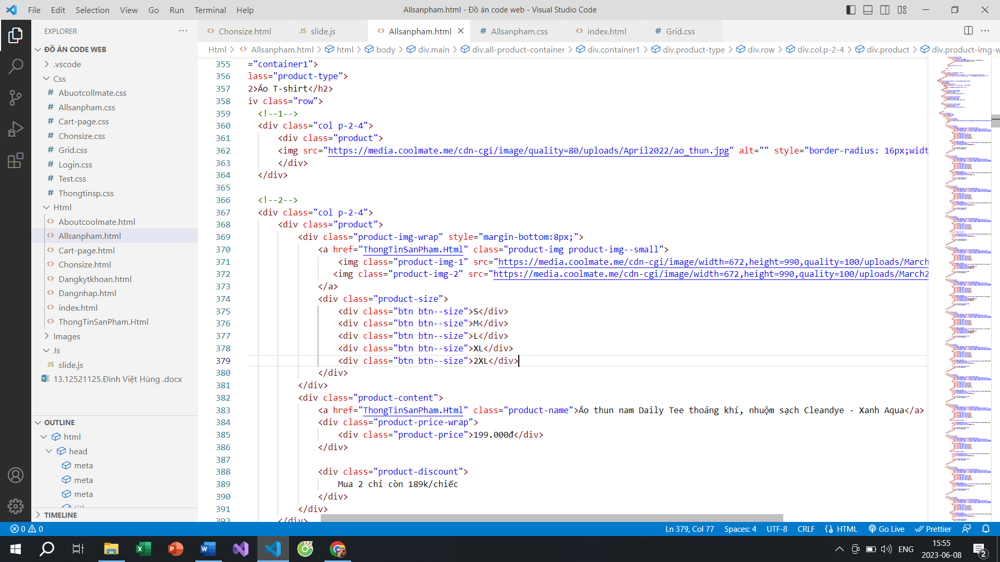 File Edit Selection View Go Run Terminal Help
Allsanpham.html - Đồ án code web - Visual Studio Code
EXPLORER
ĐỒ ÁN CODE WEB
.vscode
Css
Abuotcollmate.css
Allsanpham.css
Cart-page.css
Chonsize.css
Grid.css
Login.css
Test.css
Thongtinsp.css
Html
Aboutcoolmate.html
Allsanpham.html
Cart-page.html
Chonsize.html
Dangkytkhoan.html
Dangnhap.html
index.html
ThongTinSanPham.Html
Images
Js
JS slide.js
13.12521125.Đinh Việt Hùng .docx
OUTLINE
html
head
meta
meta
meta
TIMELINE
Chonsize.html
JS slide.js
Allsanpham.html
# Allsanpham.css
index.html
# Grid.css
Html > Allsanpham.html > html > body > div.main > div.all-product-container > div.container1 > div.product-type > div.row > div.col.p-2-4 > div.product > div.product-img-w
355 ="container1">
356 lass="product-type">
357 2>Áo T-shirt</h2>
358 iv class="row">
359 <!--1-->
360 <div class="col p-2-4">
361 <div class="product">
362 <img src="https://media.coolmate.me/cdn-cgi/image/quality=80/uploads/April2022/ao_thun.jpg" alt="" style="border-radius: 16px;widt
363 </div>
364 </div>
365
366 <!--2-->
367 <div class="col p-2-4">
368 <div class="product">
369 <div class="product-img-wrap" style="margin-bottom:8px;">
370 <a href="ThongTinSanPham.Html" class="product-img product-img--small">
371 <img class="product-img-1" src="https://media.coolmate.me/cdn-cgi/image/width=672,height=990,quality=100/uploads/March
372 <img class="product-img-2" src="https://media.coolmate.me/cdn-cgi/image/width=672,height=990,quality=100/uploads/March2
373 </a>
374 <div class="product-size">
375 <div class="btn btn--size">S</div>
376 <div class="btn btn--size">M</div>
377 <div class="btn btn--size">L</div>
378 <div class="btn btn--size">XL</div>
379 <div class="btn btn--size">2XL</div>
380 </div>
381 </div>
382 <div class="product-content">
383 <a href="ThongTinSanPham.Html" class="product-name">Áo thun nam Daily Tee thoáng khí, nhuộm sạch Cleandye - Xanh Aqua</a>
384 <div class="product-price-wrap">
385 <div class="product-price">199.000đ</div>
386 </div>
387
388 <div class="product-discount">
389 Mua 2 chỉ còn 189k/chiếc
390 </div>
391 </div>
392 </div>
0 0
Ln 379, Col 77 Spaces: 4 UTF-8 CRLF HTML Go Live Prettier
ENG
15:55
2023-06-08
2